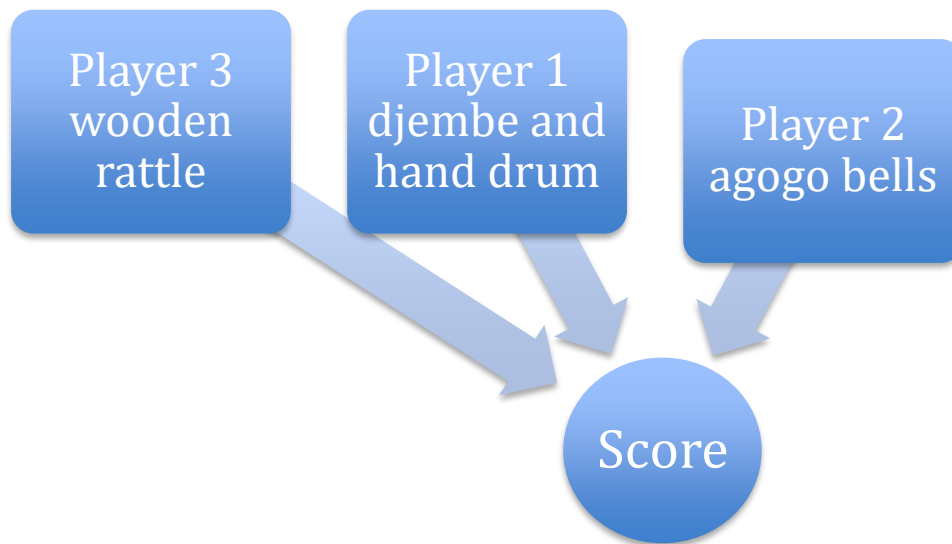 Player 3
wooden
rattle
Player 1
djembe and
hand drum
Player 2
agogo bells
Score